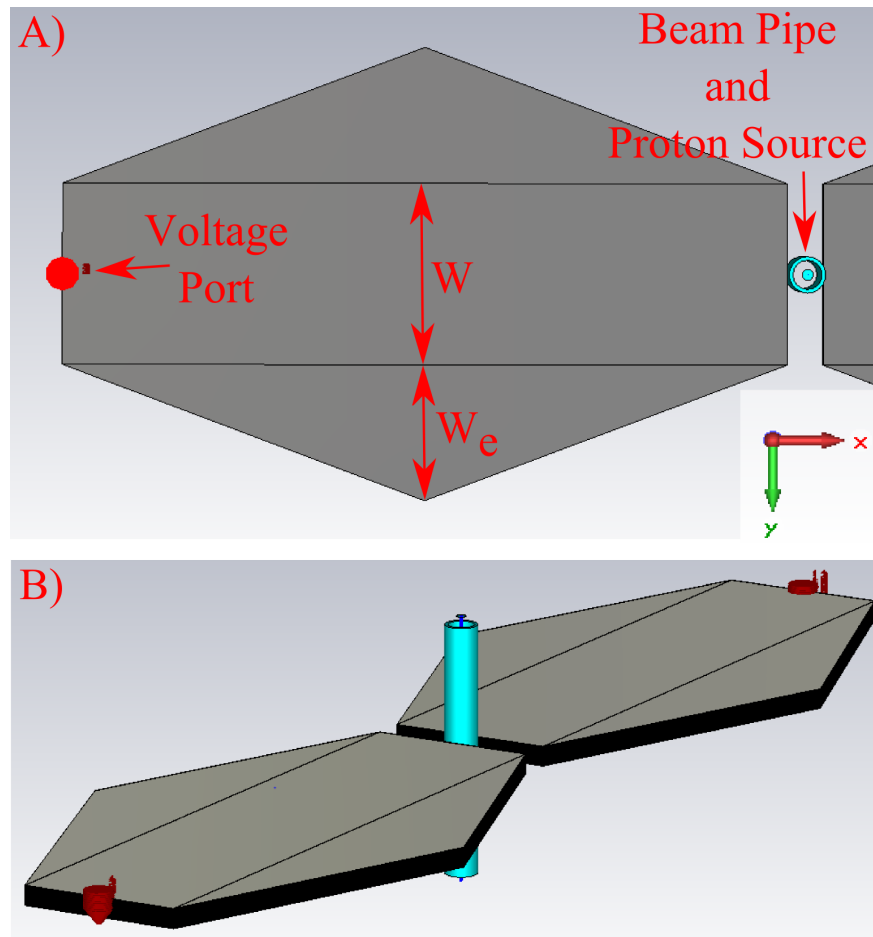 A)
Beam Pipe
and
Proton Source
Voltage
Port
W
We
x
y
B)